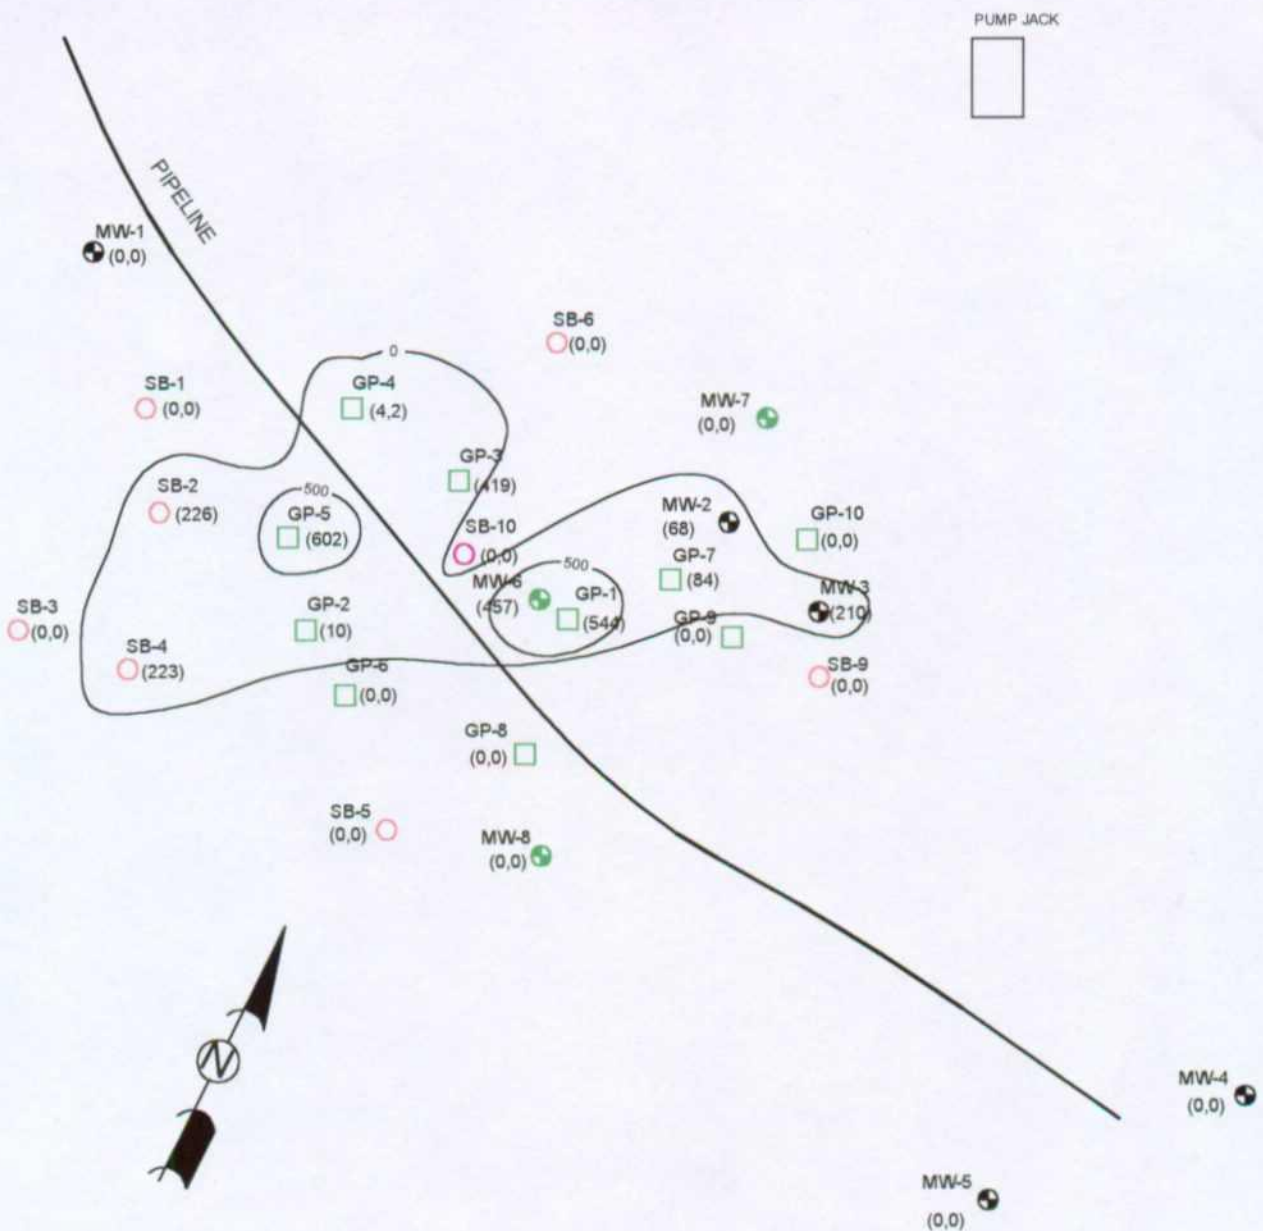 PUMP JACK
PIPELINE
MW-1
(0,0)
SB-6
(0,0)
0
SB-1
(0,0)
GP-4
(4,2)
MW-7
(0,0)
GP-3
(419)
SB-2
(226)
500
GP-5
(602)
MW-2
(68)
SB-10
(0,0)
GP-10
(0,0)
500
GP-7
(84)
MW-6
(457)
GP-1
(544)
MW-3
(210)
SB-3
(0,0)
GP-2
(10)
GP-9
(0,0)
SB-4
(223)
GP-6
(0,0)
SB-9
(0,0)
GP-8
(0,0)
SB-5
(0,0)
MW-8
(0,0)
N
MW-4
(0,0)
MW-5
(0,0)